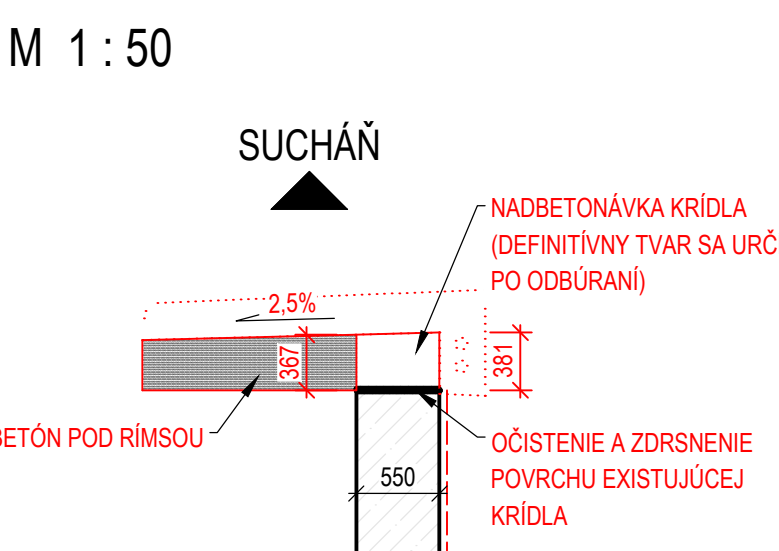 M 1 : 50
SUCHÁŇ
NADBETONÁVKA KRÍDLA
(DEFINITÍVNY TVAR SA URČ
PO ODBÚRANÍ)
2,5%
367
381
BETÓN POD RÍMSOU
OČISTENIE A ZDRSNENIE
POVRCHU EXISTUJÚCEJ
KRÍDLA
550